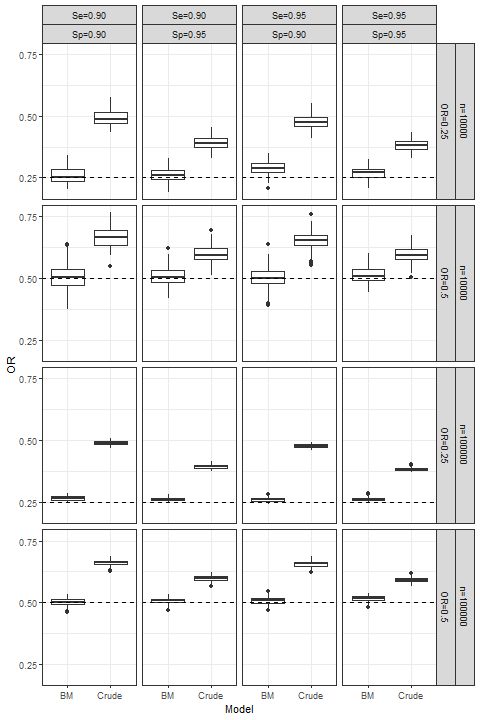 Se=0.90 Se=0.90 Se=0.95 Se=0.95
Sp=0.90 Sp=0.95 Sp=0.90 Sp=0.95
0.75
0.50
0.25
OR=0.25
n=10000
0.75
0.50
0.25
OR=0.5
n=10000
OR
0.75
0.50
0.25
OR=0.25
n=100000
0.75
0.50
0.25
OR=0.5
n=100000
BM Crude BM Crude BM Crude BM Crude
Model